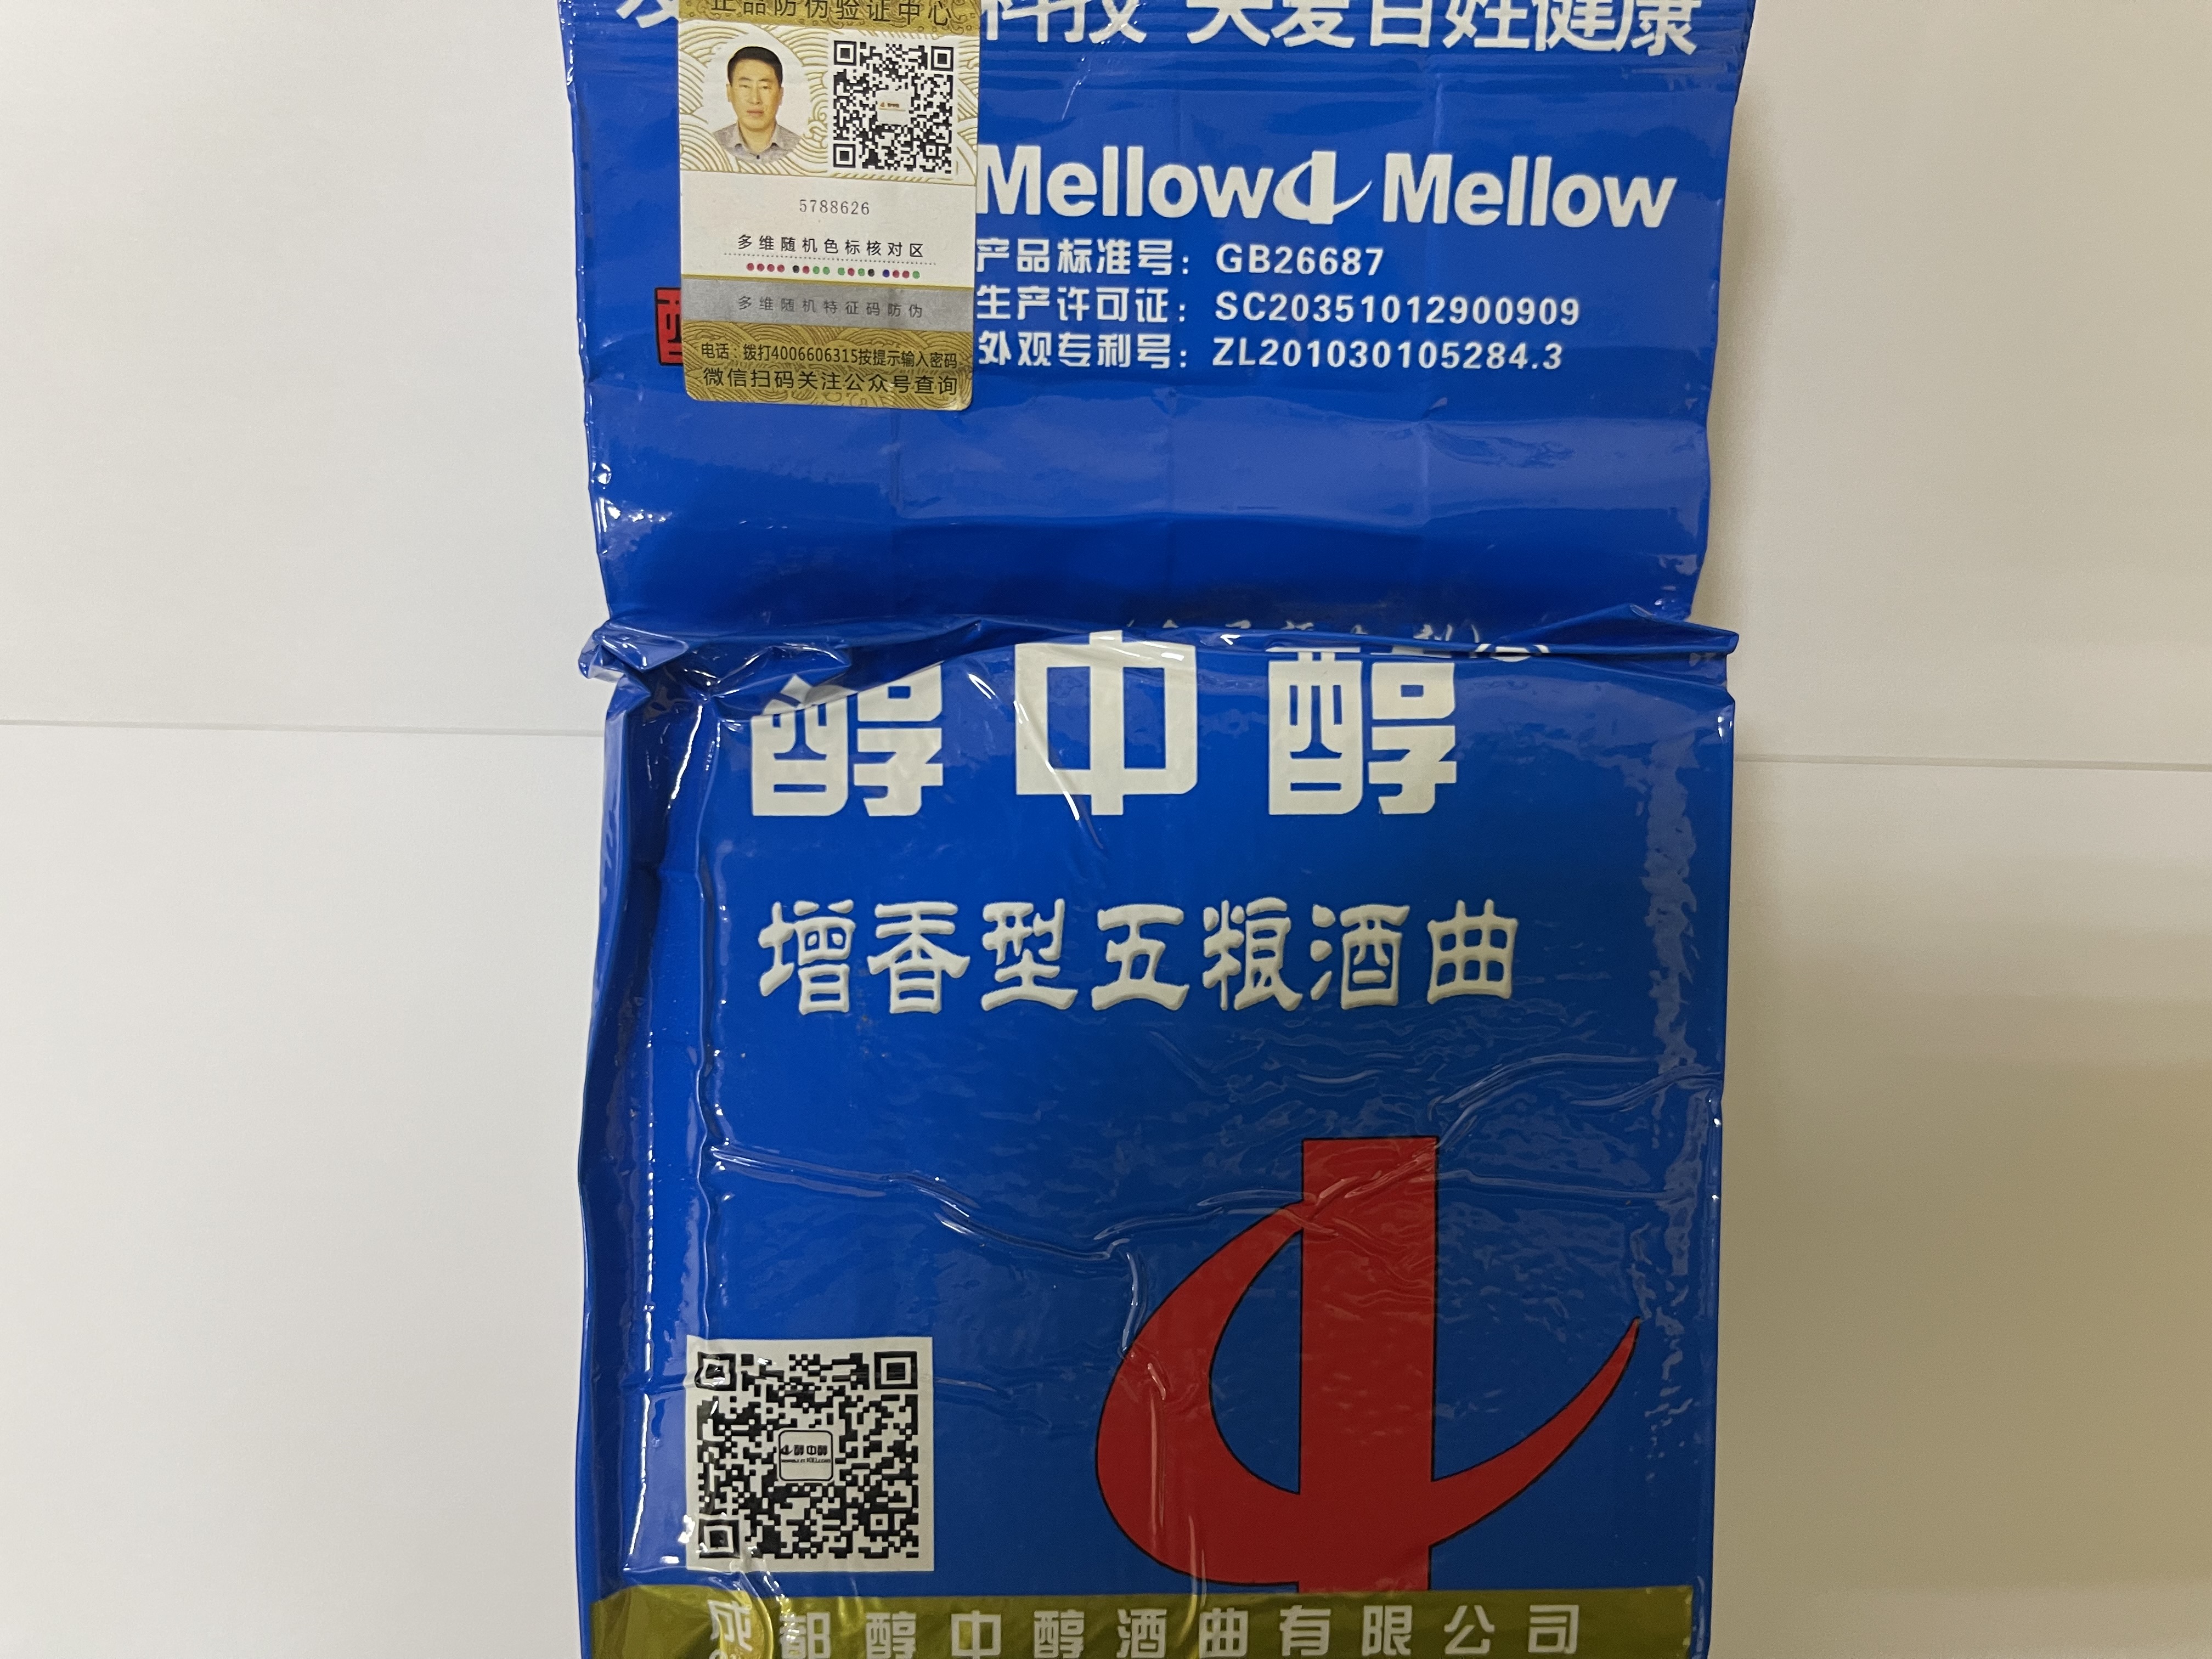 正品防伪验证中心
科技 关爱百姓健康
5788626
多维随机色标核对区
多维随机特征码防伪
电话：拨打4006606315按提示输入密码
微信扫码关注公众号查询
Mellow Mellow
产品标准号：GB26687
生产许可证：SC20351012900909
外观专利号：ZL201030105284.3
醇中醇
增香型五粮酒曲
醇中醇
成都醇中醇酒曲有限公司